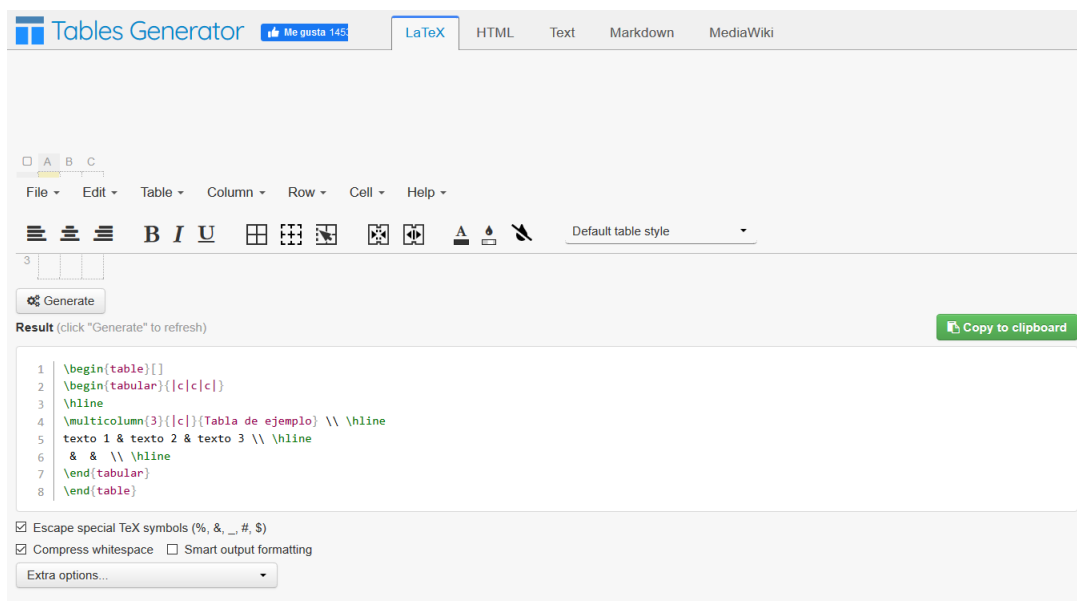 Tables Generator Me gusta 145 LaTeX HTML Text Markdown MediaWiki
A B C
File Edit Table Column Row Cell Help
B I U A Default table style
3
Generate
Result (click "Generate" to refresh) Copy to clipboard
1 \begin{table}[]
2 \begin{tabular}{|c|c|c|}
3 \hline
4 \multicolumn{3}{|c|}{Tabla de ejemplo} \\ \hline
5 texto 1 & texto 2 & texto 3 \\ \hline
6 & & \\ \hline
7 \end{tabular}
8 \end{table}
Escape special TeX symbols (%, &, _, #, $)
Compress whitespace Smart output formatting
Extra options...